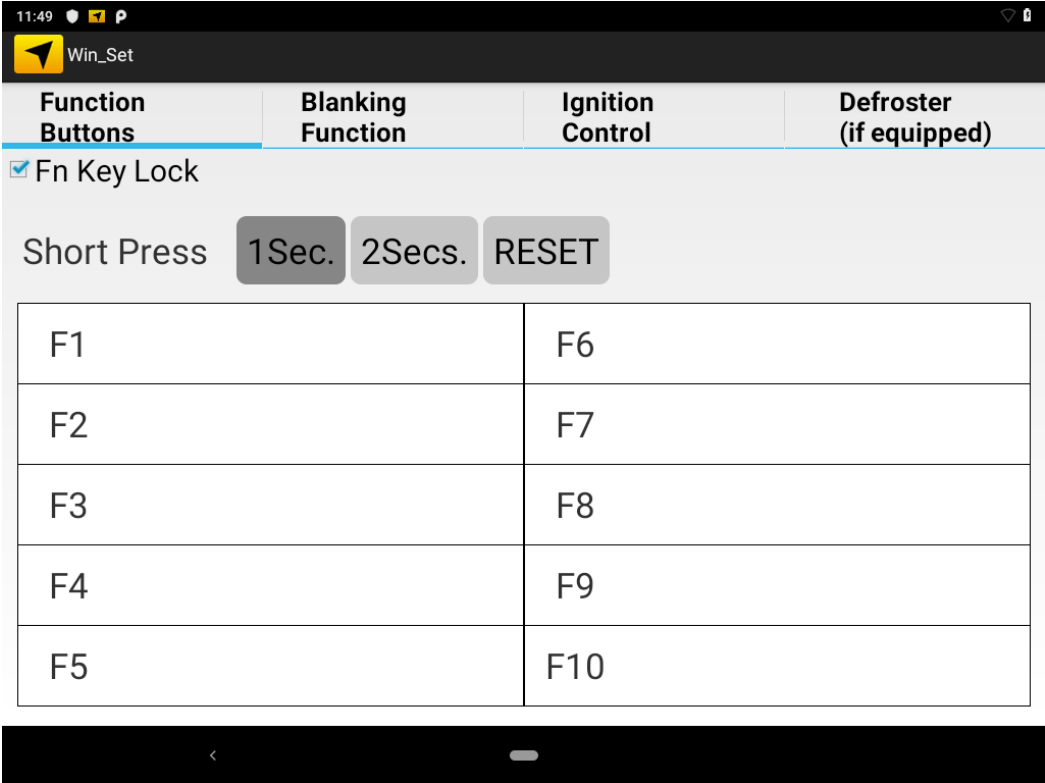 11:49
Win_Set
Function
Buttons
Blanking
Function
Ignition
Control
Defroster
(if equipped)
Fn Key Lock
Short Press 1Sec. 2Secs. RESET
F1 F6
F2 F7
F3 F8
F4 F9
F5 F10